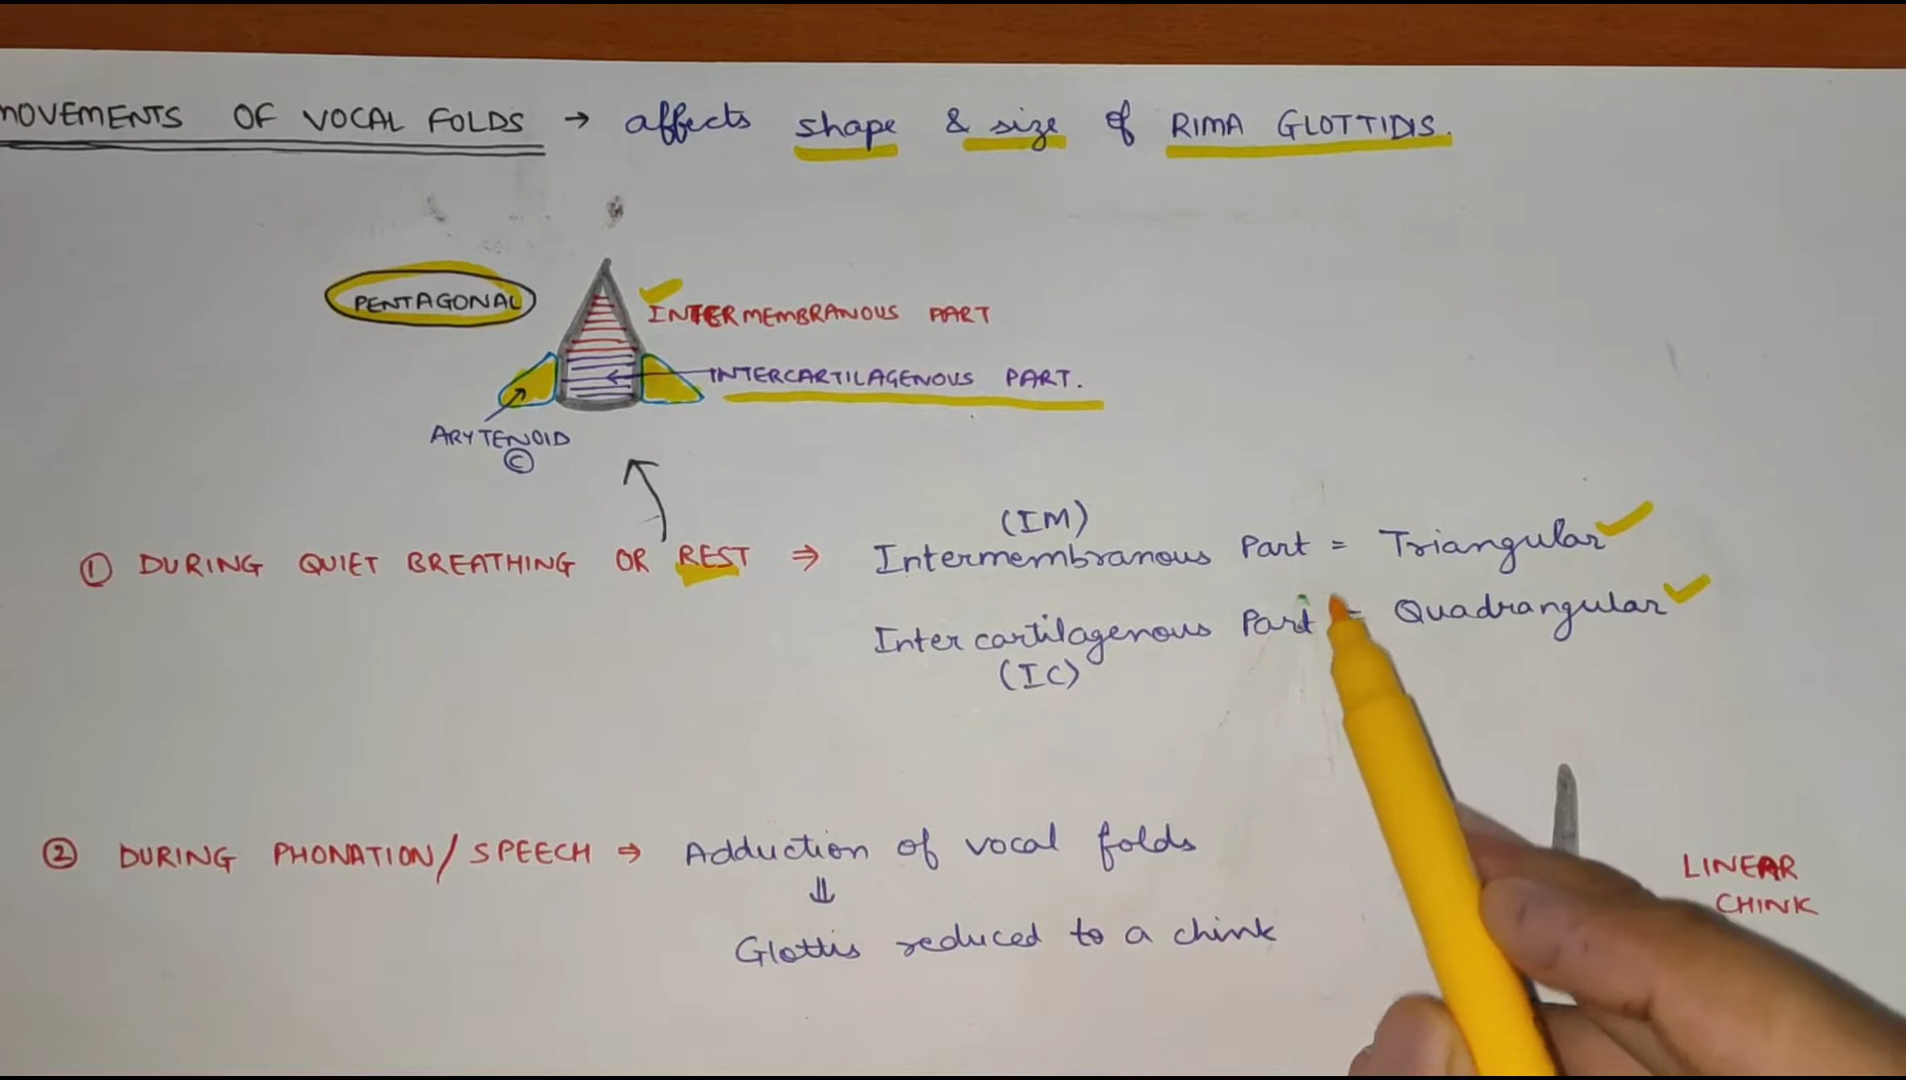 MOVEMENTS OF VOCAL FOLDS → affects shape & size of RIMA GLOTTIDIS.
PENTAGONAL
INTERMEMBRANOUS PART
INTERCARTILAGENOUS PART.
ARYTENOID
C
(IM)
① DURING QUIET BREATHING OR REST ⇒ Intermembranous Part = Triangular
Intercartilagenous Part = Quadrangular
(IC)
② DURING PHONATION/SPEECH ⇒ Adduction of vocal folds
⇓
Glottis reduced to a chink
LINEAR
CHINK